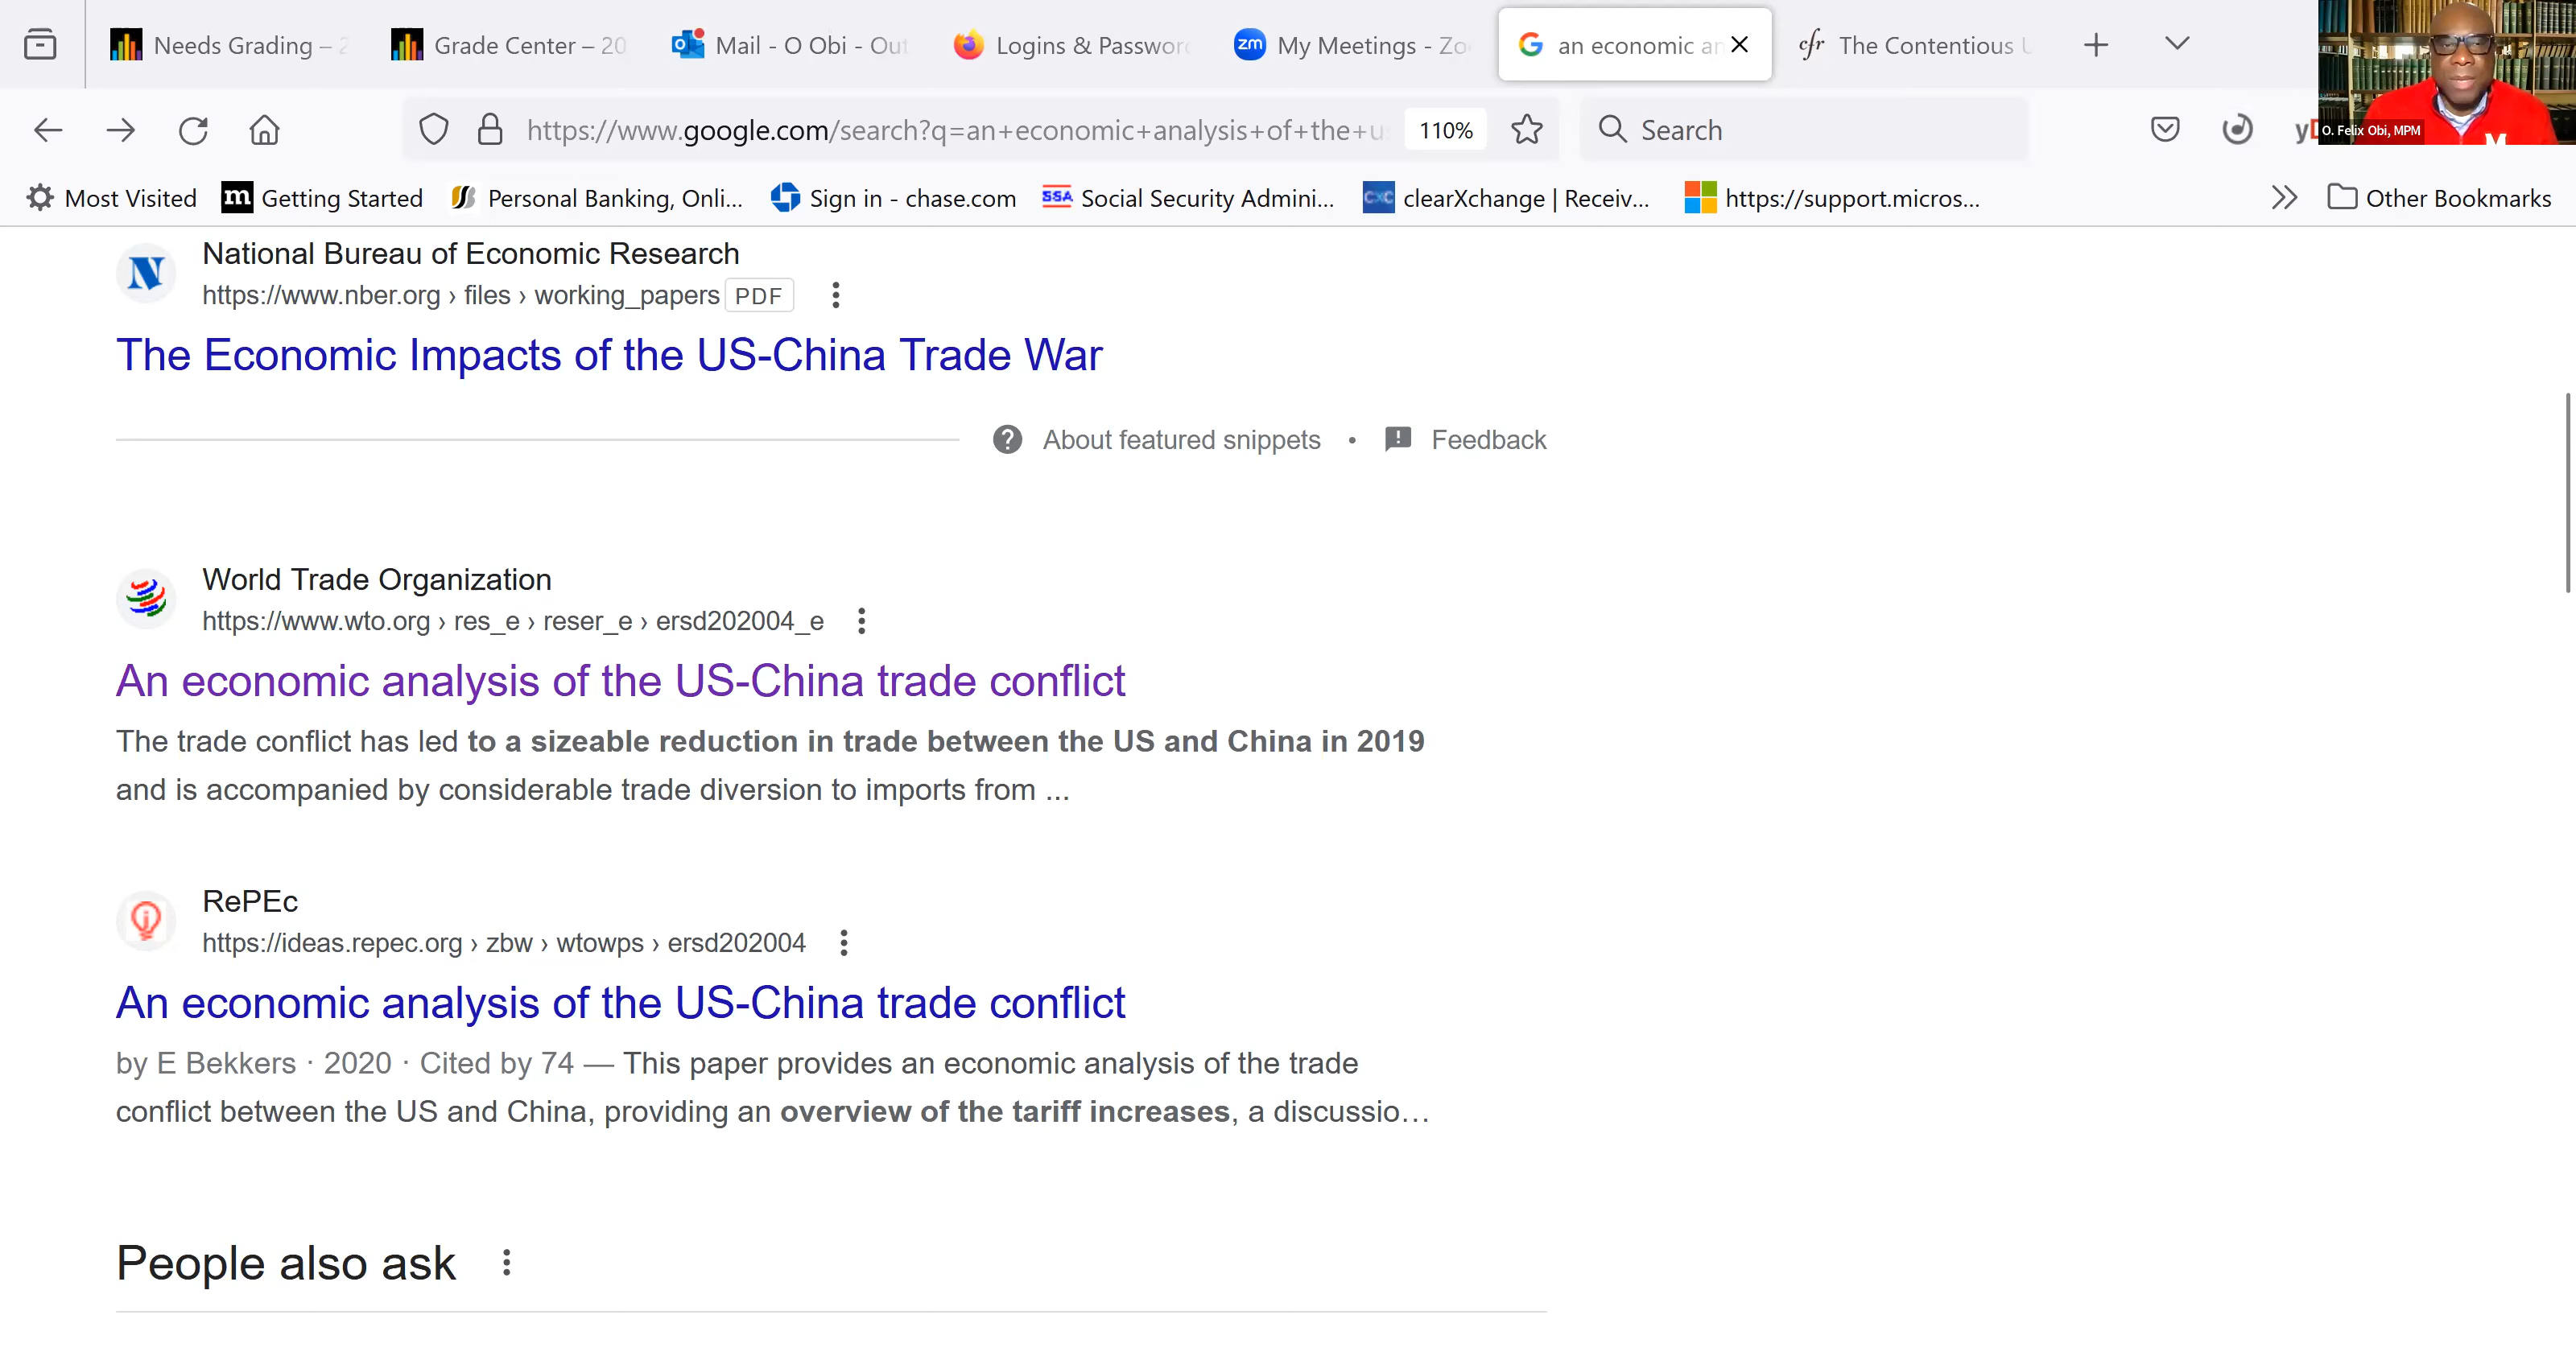 Needs Grading – 2
Grade Center – 20
Mail - O Obi - Out
Logins & Password
zm My Meetings - Zo
an economic an
cfr The Contentious U
https://www.google.com/search?q=an+economic+analysis+of+the+u
110%
Search
O. Felix Obi, MPM
Most Visited
m Getting Started
Personal Banking, Onli...
Sign in - chase.com
SSA Social Security Admini...
CXC clearXchange | Receiv...
https://support.micros...
Other Bookmarks
National Bureau of Economic Research
https://www.nber.org › files › working_papers PDF
The Economic Impacts of the US-China Trade War
About featured snippets • Feedback
World Trade Organization
https://www.wto.org › res_e › reser_e › ersd202004_e
An economic analysis of the US-China trade conflict
The trade conflict has led to a sizeable reduction in trade between the US and China in 2019
and is accompanied by considerable trade diversion to imports from ...
RePEc
https://ideas.repec.org › zbw › wtowps › ersd202004
An economic analysis of the US-China trade conflict
by E Bekkers · 2020 · Cited by 74 — This paper provides an economic analysis of the trade
conflict between the US and China, providing an overview of the tariff increases, a discussio...
People also ask